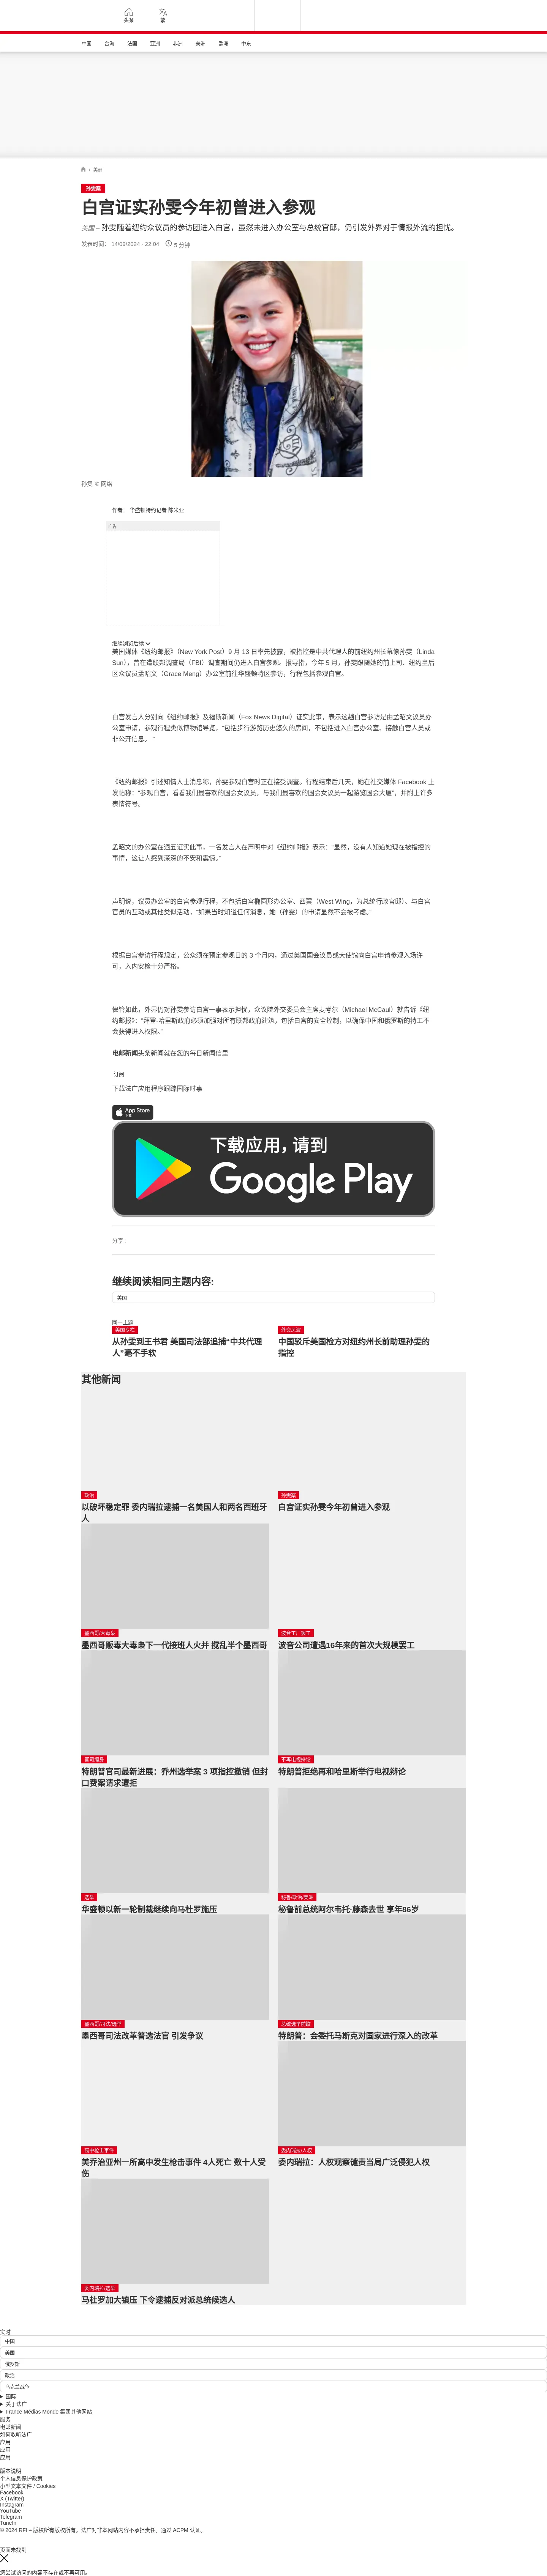 头条
繁
中国 台海 法国 亚洲 非洲 美洲 欧洲 中东
/ 美洲
孙雯案
白宫证实孙雯今年初曾进入参观
美国 – 孙雯随着纽约众议员的参访团进入白宫，虽然未进入办公室与总统官邸，仍引发外界对于情报外流的担忧。
发表时间： 14/09/2024 - 22:04 5 分钟
孙雯 © 网络
作者： 华盛顿特约记者 陈米亚
广告
继续浏览后续
美国媒体《纽约邮报》（New York Post）9 月 13 日率先披露，被指控是中共代理人的前纽约州长幕僚孙雯（Linda
Sun），曾在遭联邦调查局（FBI）调查期间仍进入白宫参观。报导指，今年 5 月，孙雯跟随她的前上司、纽约皇后
区众议员孟昭文（Grace Meng）办公室前往华盛顿特区参访，行程包括参观白宫。
白宫发言人分别向《纽约邮报》及福斯新闻（Fox News Digital）证实此事，表示这趟白宫参访是由孟昭文议员办
公室申请，参观行程类似博物馆导览，“包括步行游览历史悠久的房间，不包括进入白宫办公室、接触白宫人员或
非公开信息。 ”
《纽约邮报》引述知情人士消息称，孙雯参观白宫时正在接受调查。行程结束后几天，她在社交媒体 Facebook 上
发帖称：“参观白宫，看看我们最喜欢的国会女议员，与我们最喜欢的国会女议员一起游览国会大厦”，并附上许多
表情符号。
孟昭文的办公室在週五证实此事，一名发言人在声明中对《纽约邮报》表示：“显然，没有人知道她现在被指控的
事情，这让人感到深深的不安和震惊。”
声明说，议员办公室的白宫参观行程，不包括白宫椭圆形办公室、西翼（West Wing，为总统行政官邸）、与白宫
官员的互动或其他类似活动，“如果当时知道任何消息，她（孙雯）的申请显然不会被考虑。”
根据白宫参访行程规定，公众须在预定参观日的 3 个月内，通过美国国会议员或大使馆向白宫申请参观入场许
可，入内安检十分严格。
儘管如此，外界仍对孙雯参访白宫一事表示担忧，众议院外交委员会主席麦考尔（Michael McCaul）就告诉《纽
约邮报》：“拜登-哈里斯政府必须加强对所有联邦政府建筑，包括白宫的安全控制，以确保中国和俄罗斯的特工不
会获得进入权限。”
电邮新闻头条新闻就在您的每日新闻信里
订阅
下载法广应用程序跟踪国际时事
App Store
下载
下载应用，请到
Google Play
分享 :
继续阅读相同主题内容:
美国
同一主题
美国专栏
从孙雯到王书君 美国司法部追捕“中共代理
人”毫不手软
外交风波
中国驳斥美国检方对纽约州长前助理孙雯的
指控
其他新闻
政治
以破坏稳定罪 委内瑞拉逮捕一名美国人和两名西班牙
人
孙雯案
白宫证实孙雯今年初曾进入参观
墨西哥/大毒枭
墨西哥贩毒大毒枭下一代接班人火并 搅乱半个墨西哥
波音工厂罢工
波音公司遭遇16年来的首次大规模罢工
官司缠身
特朗普官司最新进展：乔州选举案 3 项指控撤销 但封
口费案请求遭拒
不再电视辩论
特朗普拒绝再和哈里斯举行电视辩论
选举
华盛顿以新一轮制裁继续向马杜罗施压
秘鲁/政治/美洲
秘鲁前总统阿尔韦托·藤森去世 享年86岁
墨西哥/司法/选举
墨西哥司法改革普选法官 引发争议
总统选举前瞻
特朗普：会委托马斯克对国家进行深入的改革
高中枪击事件
美乔治亚州一所高中发生枪击事件 4人死亡 数十人受
伤
委内瑞拉/人权
委内瑞拉：人权观察谴责当局广泛侵犯人权
委内瑞拉/选举
马杜罗加大镇压 下令逮捕反对派总统候选人
实时
中国
美国
俄罗斯
政治
乌克兰战争
国际
关于法广
France Médias Monde 集团其他网站
服务
电邮新闻
如何收听法广
应用
应用
应用
版本说明
个人信息保护政策
小型文本文件 / Cookies
Facebook
X (Twitter)
Instagram
YouTube
Telegram
TuneIn
© 2024 RFI – 版权所有版权所有。法广对非本网站内容不承担责任。通过 ACPM 认证。
页面未找到
您尝试访问的内容不存在或不再可用。